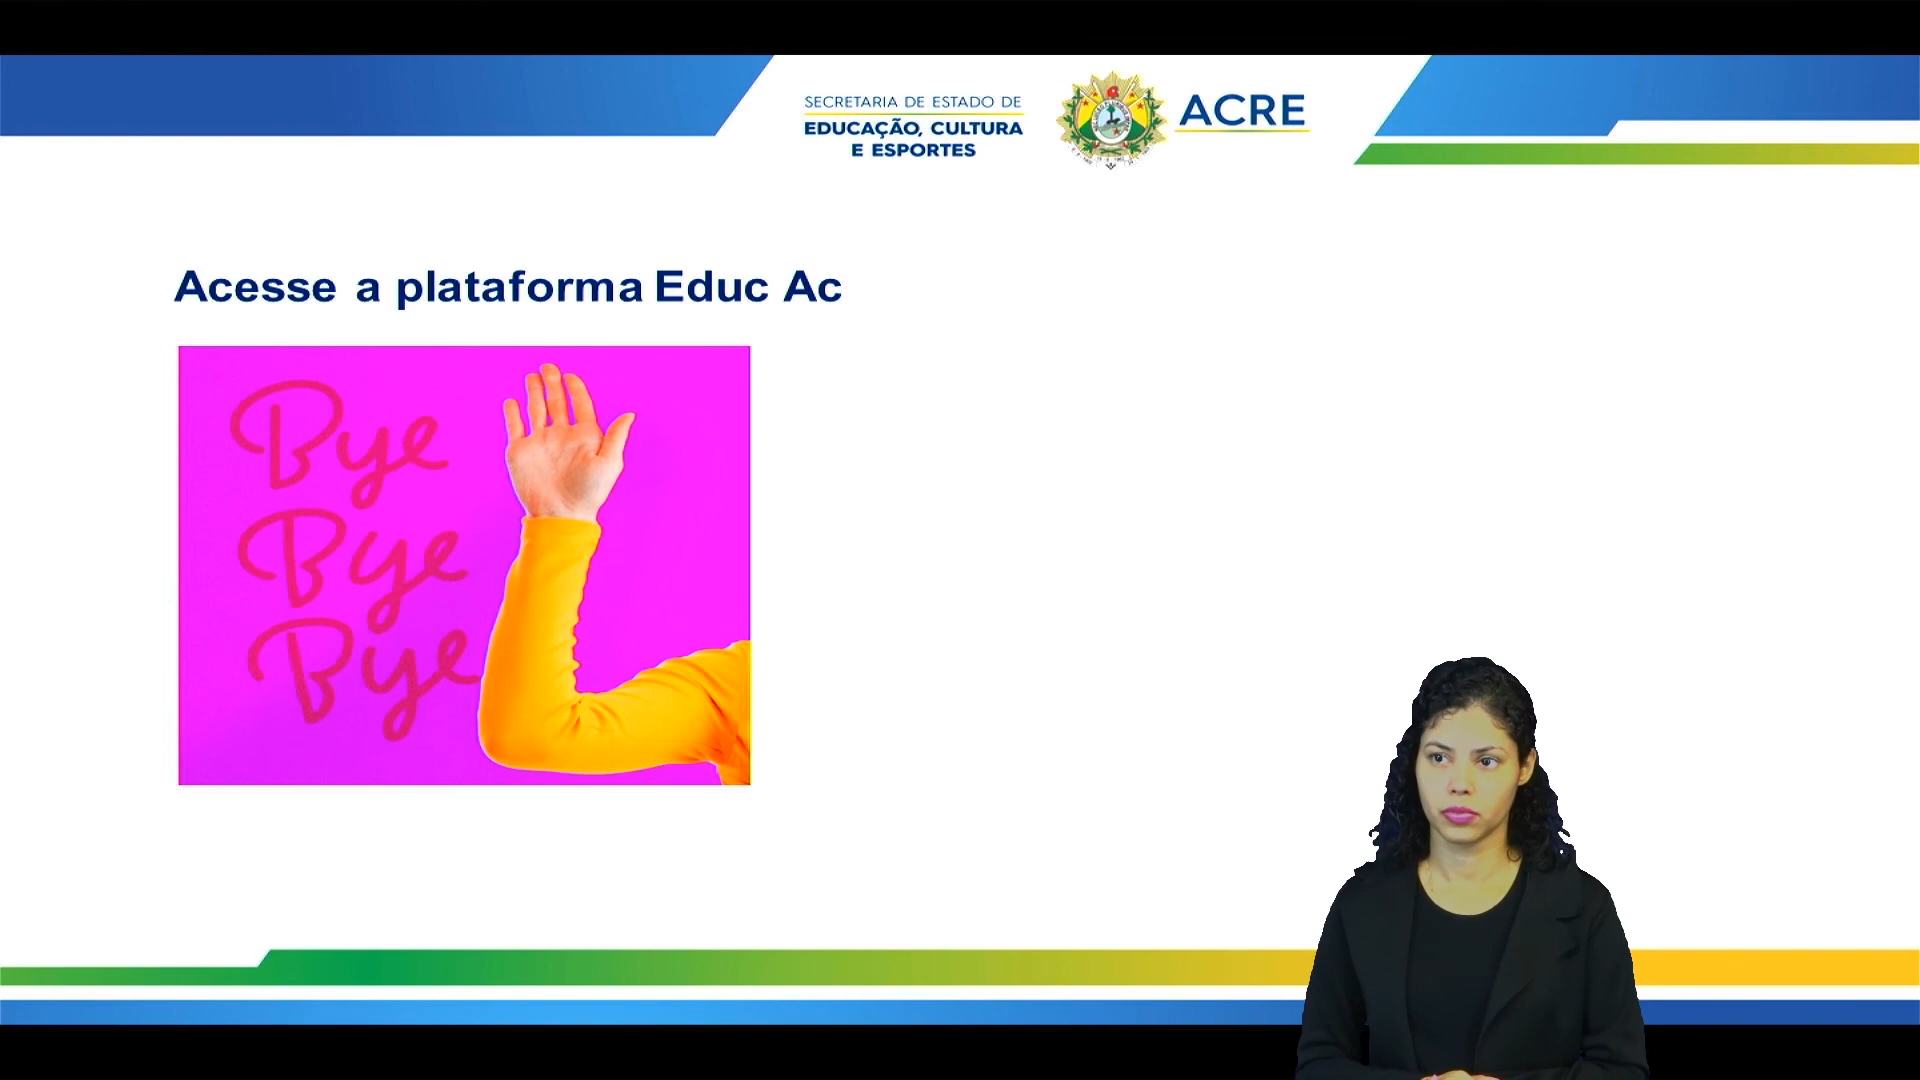 SECRETARIA DE ESTADO DE
EDUCAÇÃO, CULTURA
E ESPORTES
ACRE
Acesse a plataforma Educ Ac
Bye
Bye
Bye